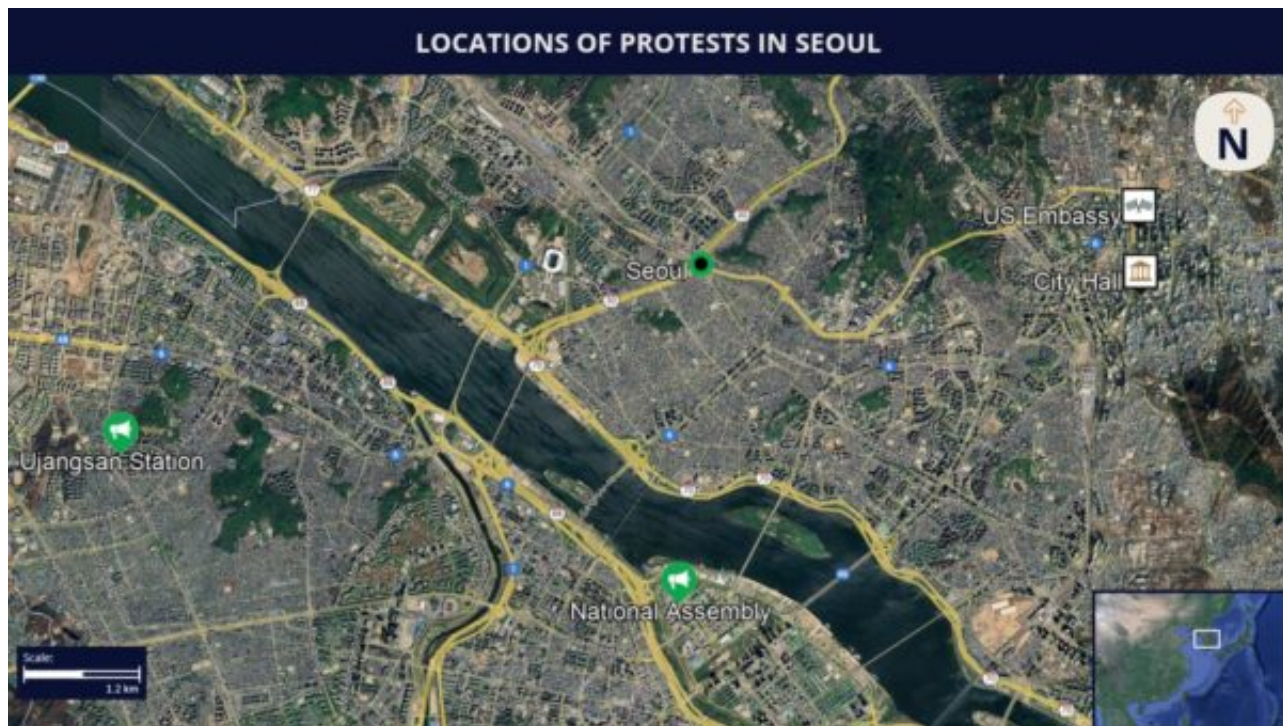 LOCATIONS OF PROTESTS IN SEOUL
N
US Embassy
Seoul
City Hall
Ujangsan Station
National Assembly
Scale:
1.2 km